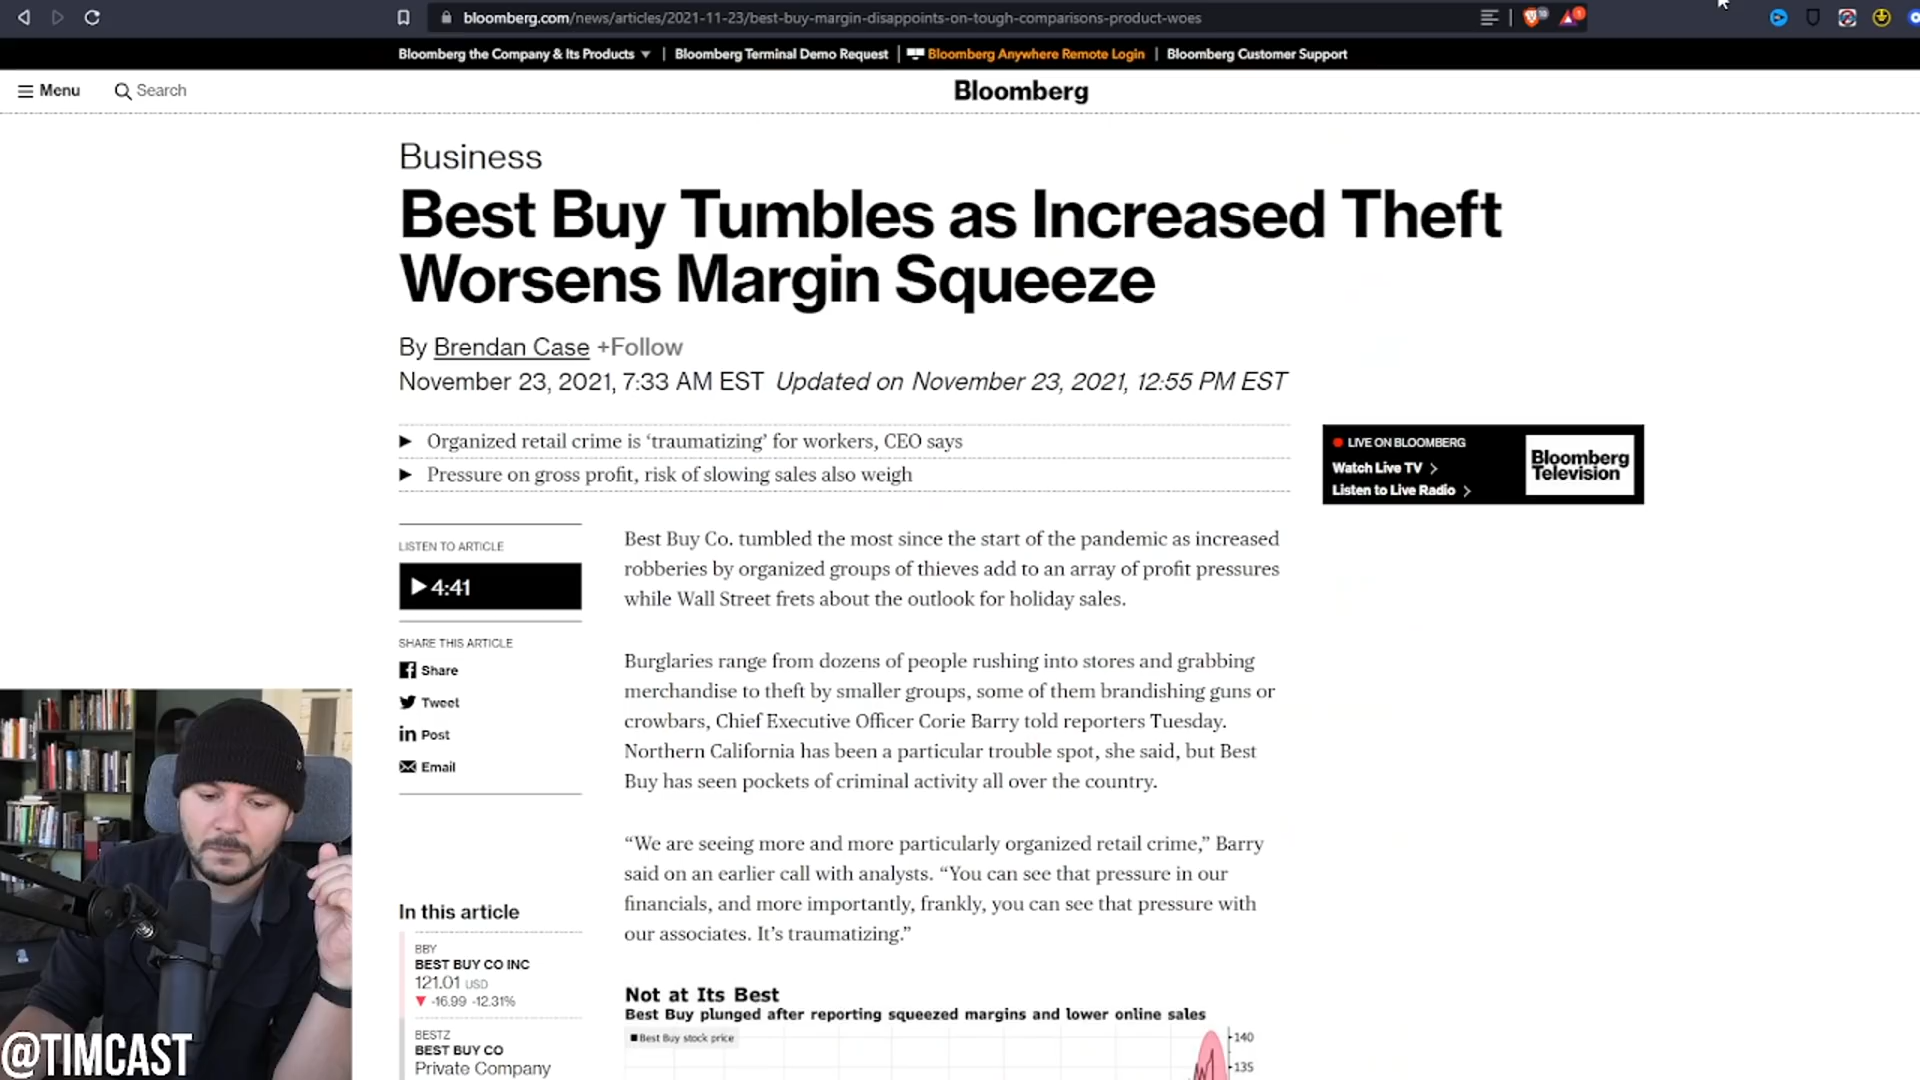 bloomberg.com/news/articles/2021-11-23/best-buy-margin-disappoints-on-tough-comparisons-product-woes
Bloomberg the Company & Its Products ▼ | Bloomberg Terminal Demo Request | Bloomberg Anywhere Remote Login | Bloomberg Customer Support
Menu Search Bloomberg
Business
Best Buy Tumbles as Increased Theft
Worsens Margin Squeeze
By Brendan Case +Follow
November 23, 2021, 7:33 AM EST Updated on November 23, 2021, 12:55 PM EST
► Organized retail crime is ‘traumatizing’ for workers, CEO says
► Pressure on gross profit, risk of slowing sales also weigh
LIVE ON BLOOMBERG
Watch Live TV >
Listen to Live Radio >
Bloomberg
Television
LISTEN TO ARTICLE
4:41
SHARE THIS ARTICLE
Share
Tweet
in Post
Email
Best Buy Co. tumbled the most since the start of the pandemic as increased
robberies by organized groups of thieves add to an array of profit pressures
while Wall Street frets about the outlook for holiday sales.
Burglaries range from dozens of people rushing into stores and grabbing
merchandise to theft by smaller groups, some of them brandishing guns or
crowbars, Chief Executive Officer Corie Barry told reporters Tuesday.
Northern California has been a particular trouble spot, she said, but Best
Buy has seen pockets of criminal activity all over the country.
“We are seeing more and more particularly organized retail crime,” Barry
said on an earlier call with analysts. “You can see that pressure in our
financials, and more importantly, frankly, you can see that pressure with
our associates. It’s traumatizing.”
In this article
BBY
BEST BUY CO INC
121.01 USD
▼ -16.99 -12.31%
BESTZ
BEST BUY CO
Private Company
Not at Its Best
Best Buy plunged after reporting squeezed margins and lower online sales
Best Buy stock price
140
135
@TIMCAST